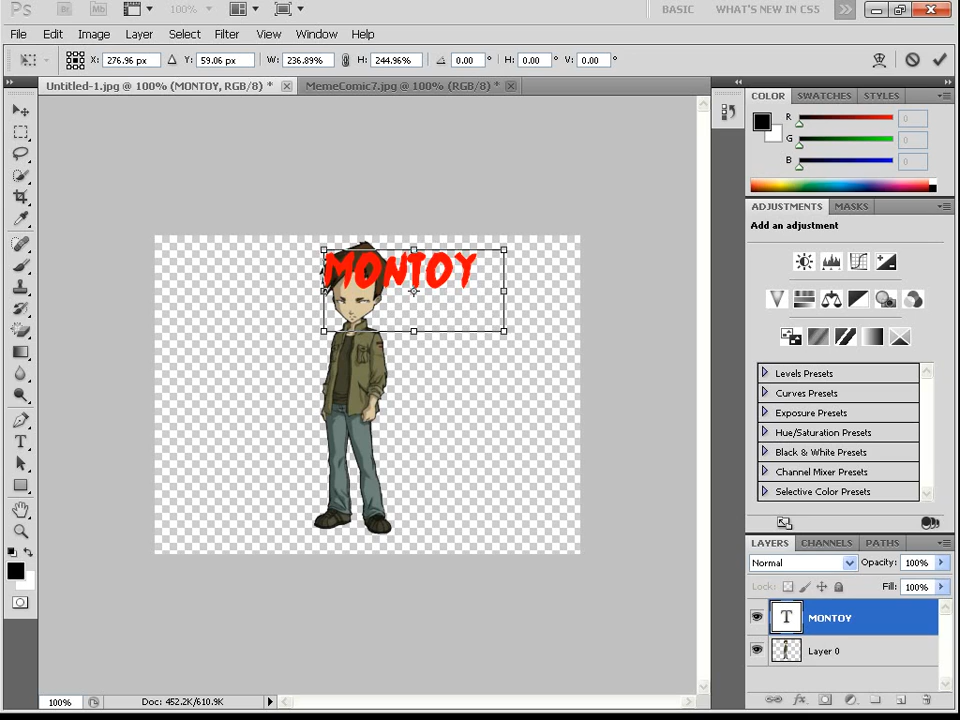 Ps Br Mb 100% BASIC WHAT'S NEW IN CS5
File Edit Image Layer Select Filter View Window Help
X: 276.96 px Y: 59.06 px W: 236.89% H: 244.96% 0.00 ° H: 0.00 ° V: 0.00 °
Untitled-1.jpg @ 100% (MONTOY, RGB/8) * MemeComic7.jpg @ 100% (RGB/8) *
MONTOY
COLOR SWATCHES STYLES
R 0
G 0
B 0
ADJUSTMENTS MASKS
Add an adjustment
Levels Presets
Curves Presets
Exposure Presets
Hue/Saturation Presets
Black & White Presets
Channel Mixer Presets
Selective Color Presets
LAYERS CHANNELS PATHS
Normal Opacity: 100%
Lock: Fill: 100%
T MONTOY
Layer 0
100% Doc: 452.2K/610.9K